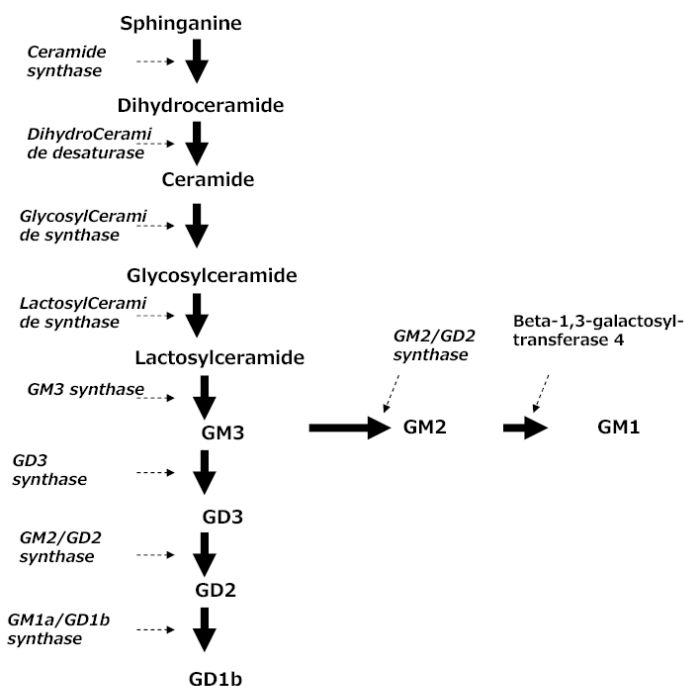 Sphinganine
Ceramide
synthase
Dihydroceramide
DihydroCerami
de desaturase
Ceramide
GlycosylCerami
de synthase
Glycosylceramide
LactosylCerami
de synthase
Lactosylceramide
GM2/GD2
synthase
Beta-1,3-galactosyl-
transferase 4
GM3 synthase
GM3
GM2
GM1
GD3
synthase
GD3
GM2/GD2
synthase
GD2
GM1a/GD1b
synthase
GD1b